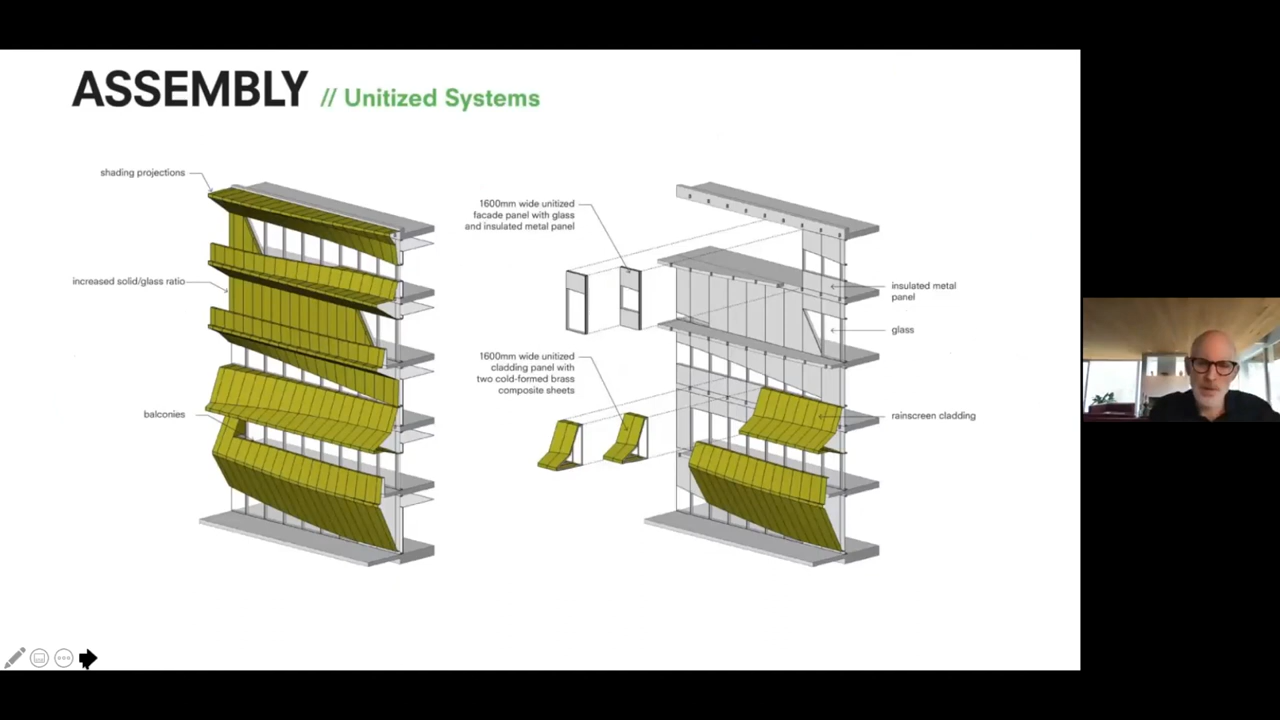 ASSEMBLY // Unitized Systems
shading projections
increased solid/glass ratio
balconies
1600mm wide unitized
facade panel with glass
and insulated metal panel
1600mm wide unitized
cladding panel with
two cold-formed brass
composite sheets
insulated metal
panel
glass
rainscreen cladding